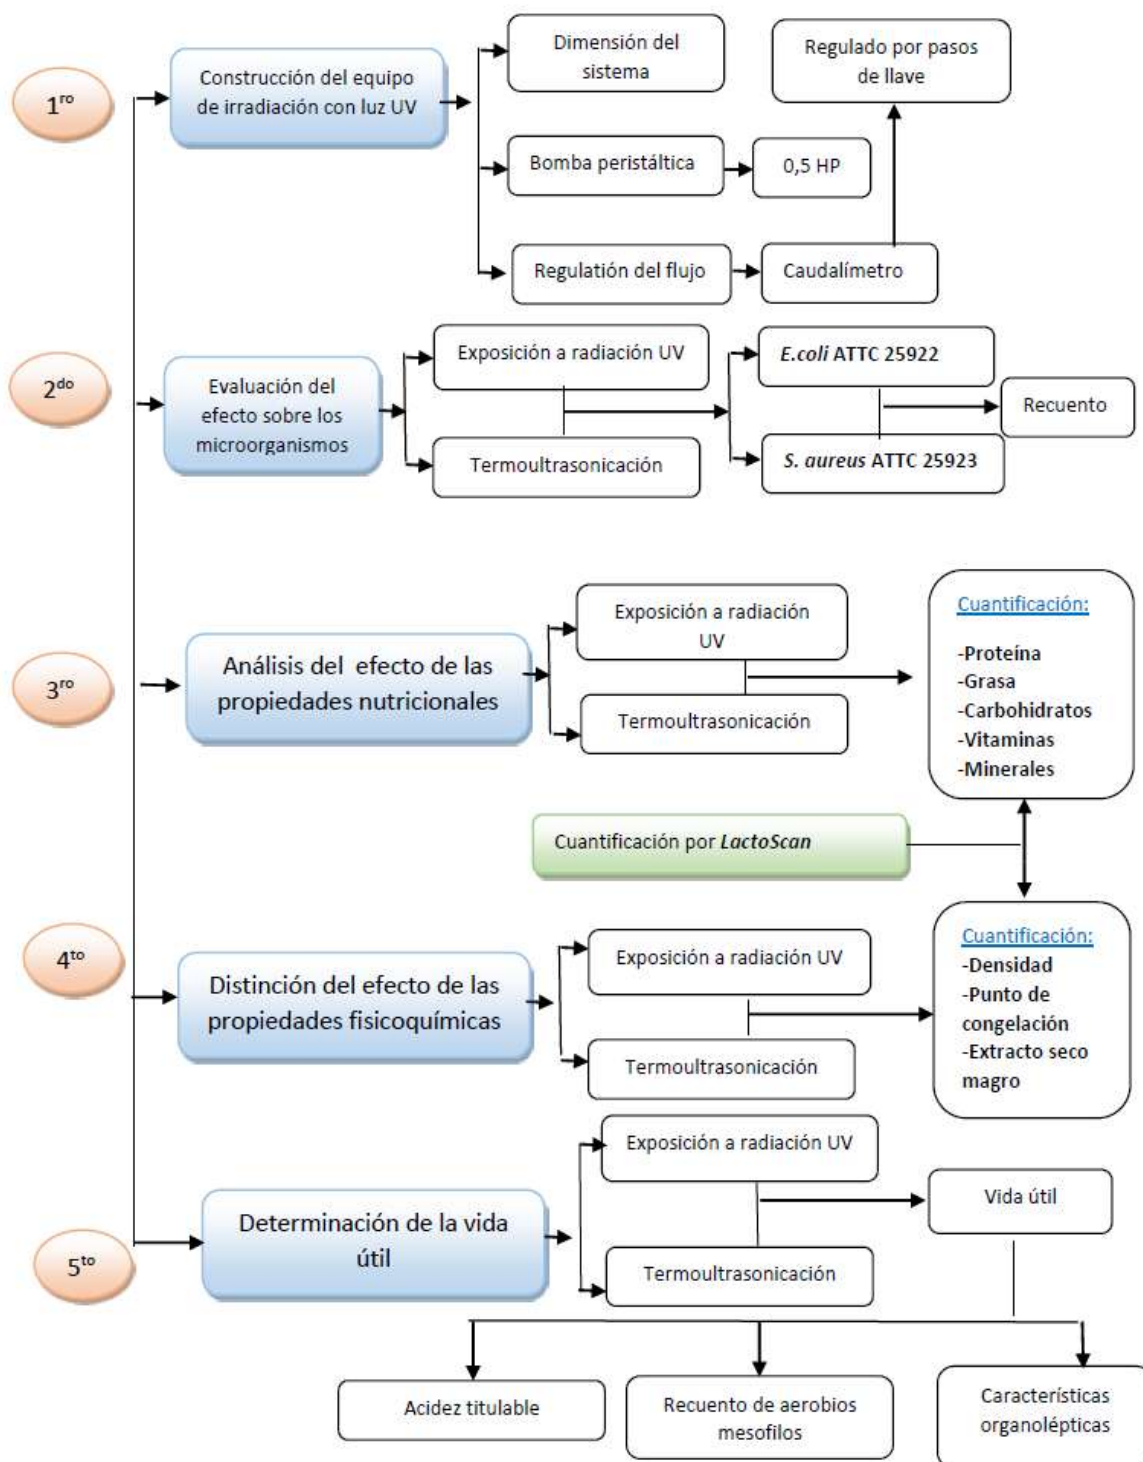 1ro
Construcción del equipo
de irradiación con luz UV
Dimensión del
sistema
Regulado por pasos
de llave
Bomba peristáltica
0,5 HP
Regulatión del flujo
Caudalímetro
2do
Evaluación del
efecto sobre los
microorganismos
Exposición a radiación UV
Termoultrasonicación
E.coli ATTC 25922
S. aureus ATTC 25923
Recuento
3ro
Análisis del efecto de las
propiedades nutricionales
Exposición a radiación
UV
Termoultrasonicación
Cuantificación:
-Proteína
-Grasa
-Carbohidratos
-Vitaminas
-Minerales
Cuantificación por LactoScan
4to
Distinción del efecto de las
propiedades fisicoquímicas
Exposición a radiación UV
Termoultrasonicación
Cuantificación:
-Densidad
-Punto de
congelación
-Extracto seco
magro
5to
Determinación de la vida
útil
Exposición a radiación UV
Termoultrasonicación
Vida útil
Acidez titulable
Recuento de aerobios
mesofilos
Características
organolépticas